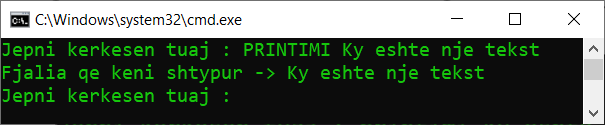 C:\Windows\system32\cmd.exe
Jepni kerkesen tuaj : PRINTIMI Ky eshte nje tekst
Fjalia qe keni shtypur -> Ky eshte nje tekst
Jepni kerkesen tuaj :